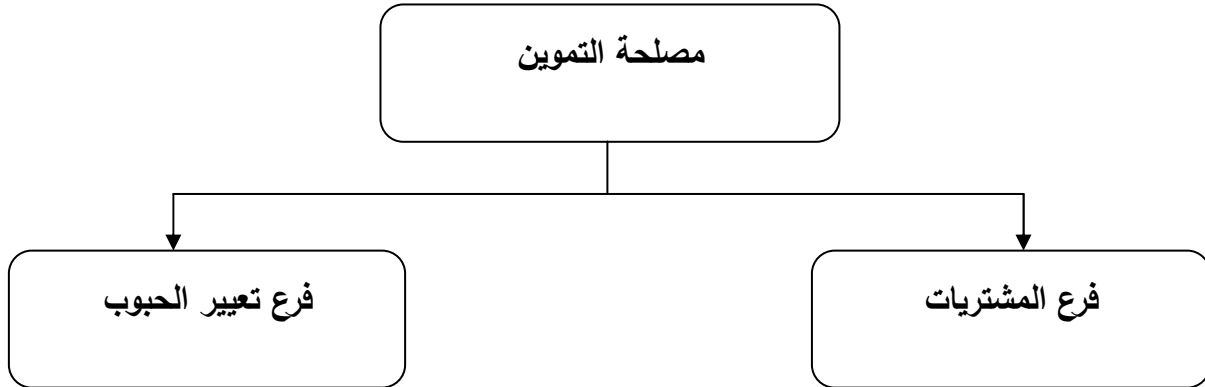 مصلحة التموين
فرع المشتريات
فرع تعيير الحبوب